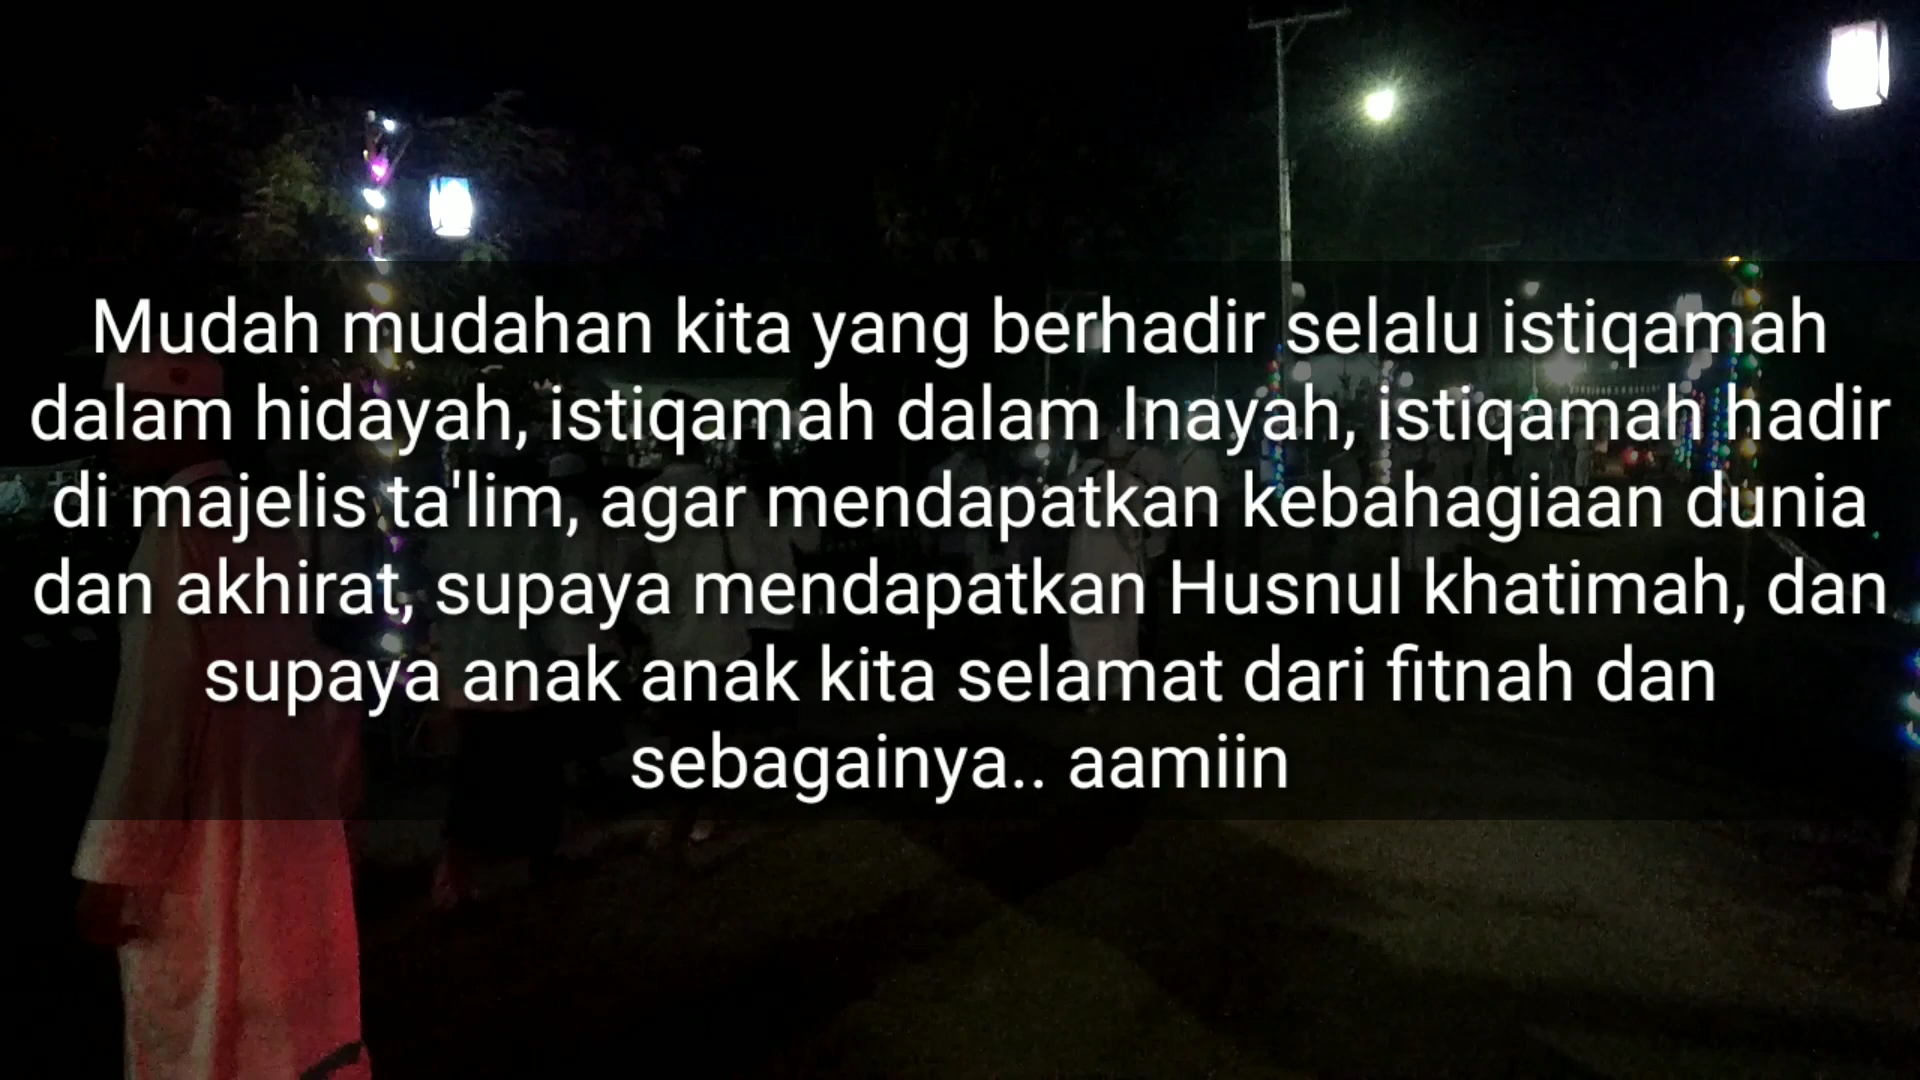 Mudah mudahan kita yang berhadir selalu istiqamah
dalam hidayah, istiqamah dalam Inayah, istiqamah hadir
di majelis ta'lim, agar mendapatkan kebahagiaan dunia
dan akhirat, supaya mendapatkan Husnul khatimah, dan
supaya anak anak kita selamat dari fitnah dan
sebagainya.. aamiin